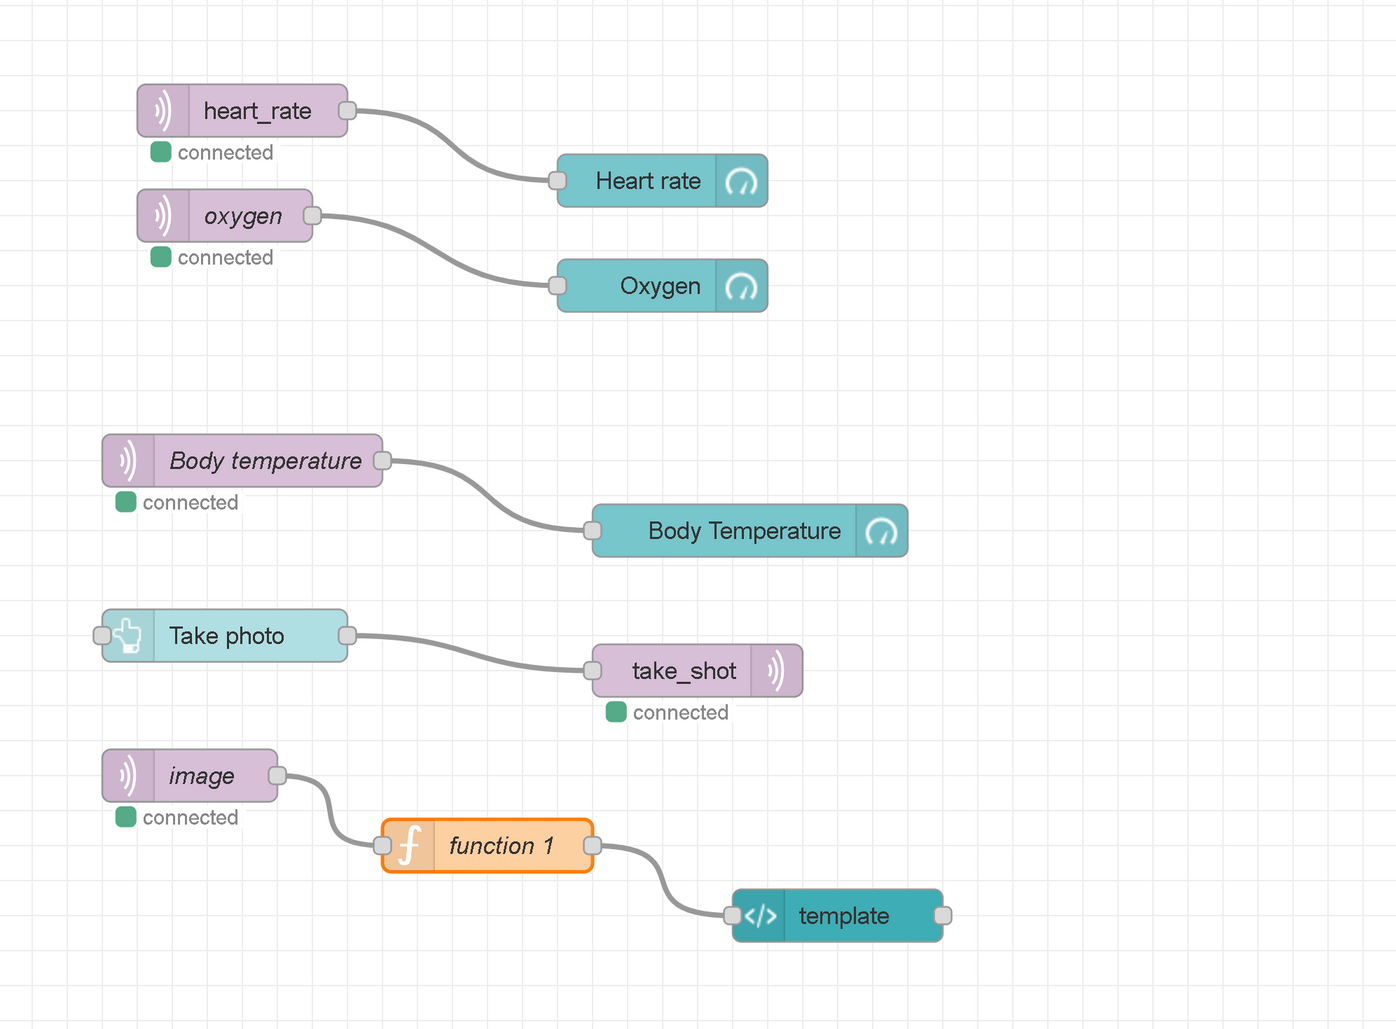 heart_rate
connected
Heart rate
oxygen
connected
Oxygen
Body temperature
connected
Body Temperature
Take photo
take_shot
connected
image
connected
function 1
template